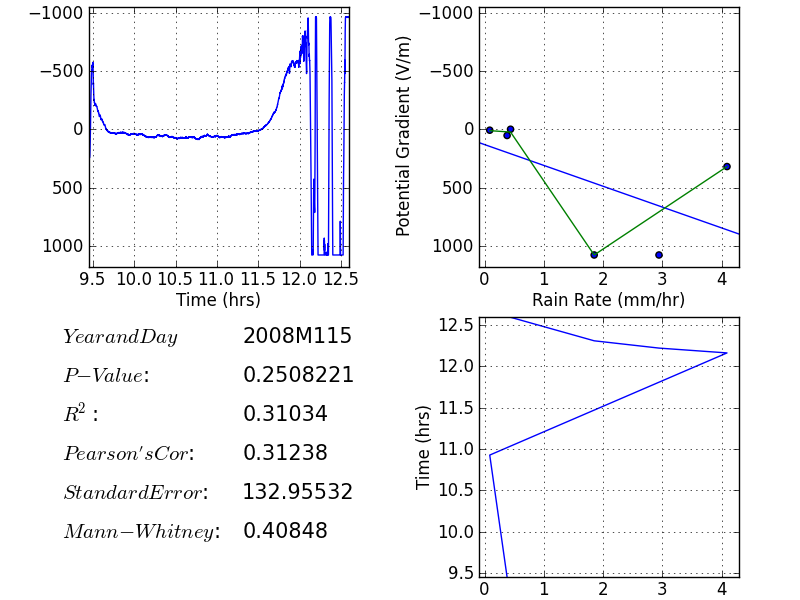 −1000
−500
0
500
1000
9.5 10.0 10.5 11.0 11.5 12.0 12.5
Time (hrs)
Potential Gradient (V/m)
−1000
−500
0
500
1000
0 1 2 3 4
Rain Rate (mm/hr)
YearandDay 2008M115
P−Value: 0.2508221
R²: 0.31034
Pearson'sCor: 0.31238
StandardError: 132.95532
Mann−Whitney: 0.40848
Time (hrs)
12.5
12.0
11.5
11.0
10.5
10.0
9.5
0 1 2 3 4